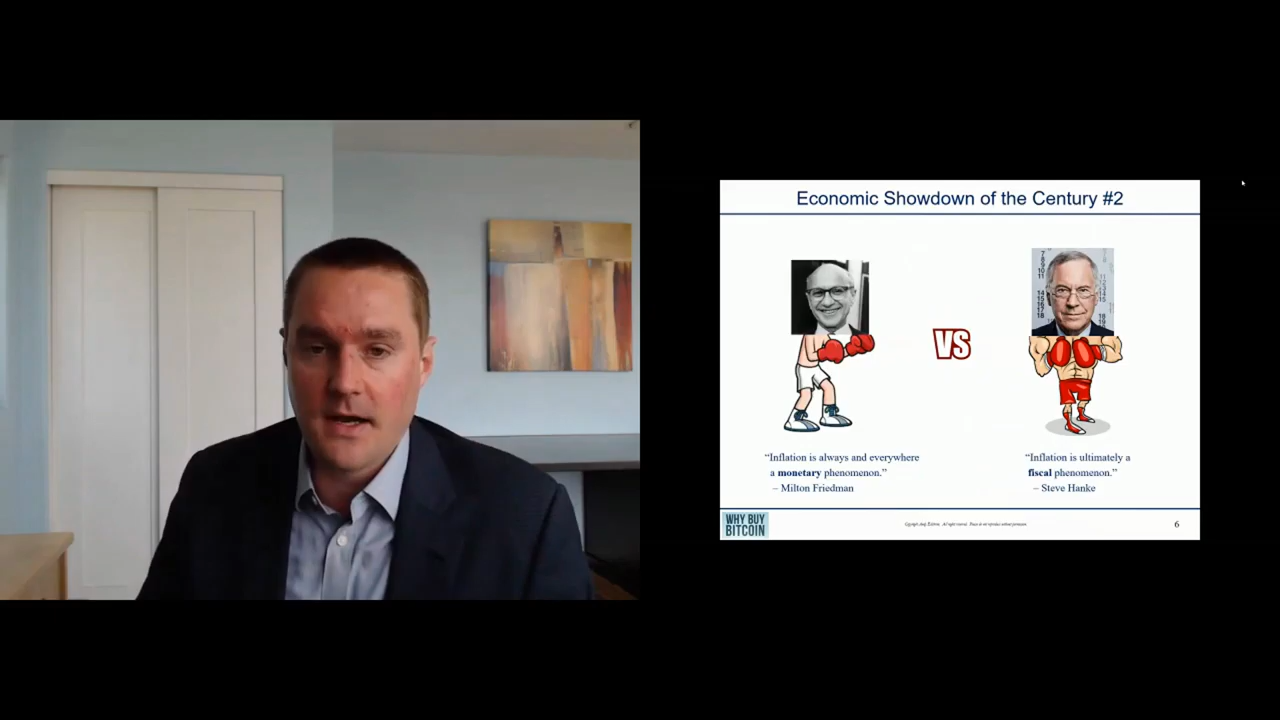 Economic Showdown of the Century #2
VS
“Inflation is always and everywhere
a monetary phenomenon.”
– Milton Friedman
“Inflation is ultimately a
fiscal phenomenon.”
– Steve Hanke
WHY BUY
BITCOIN
6